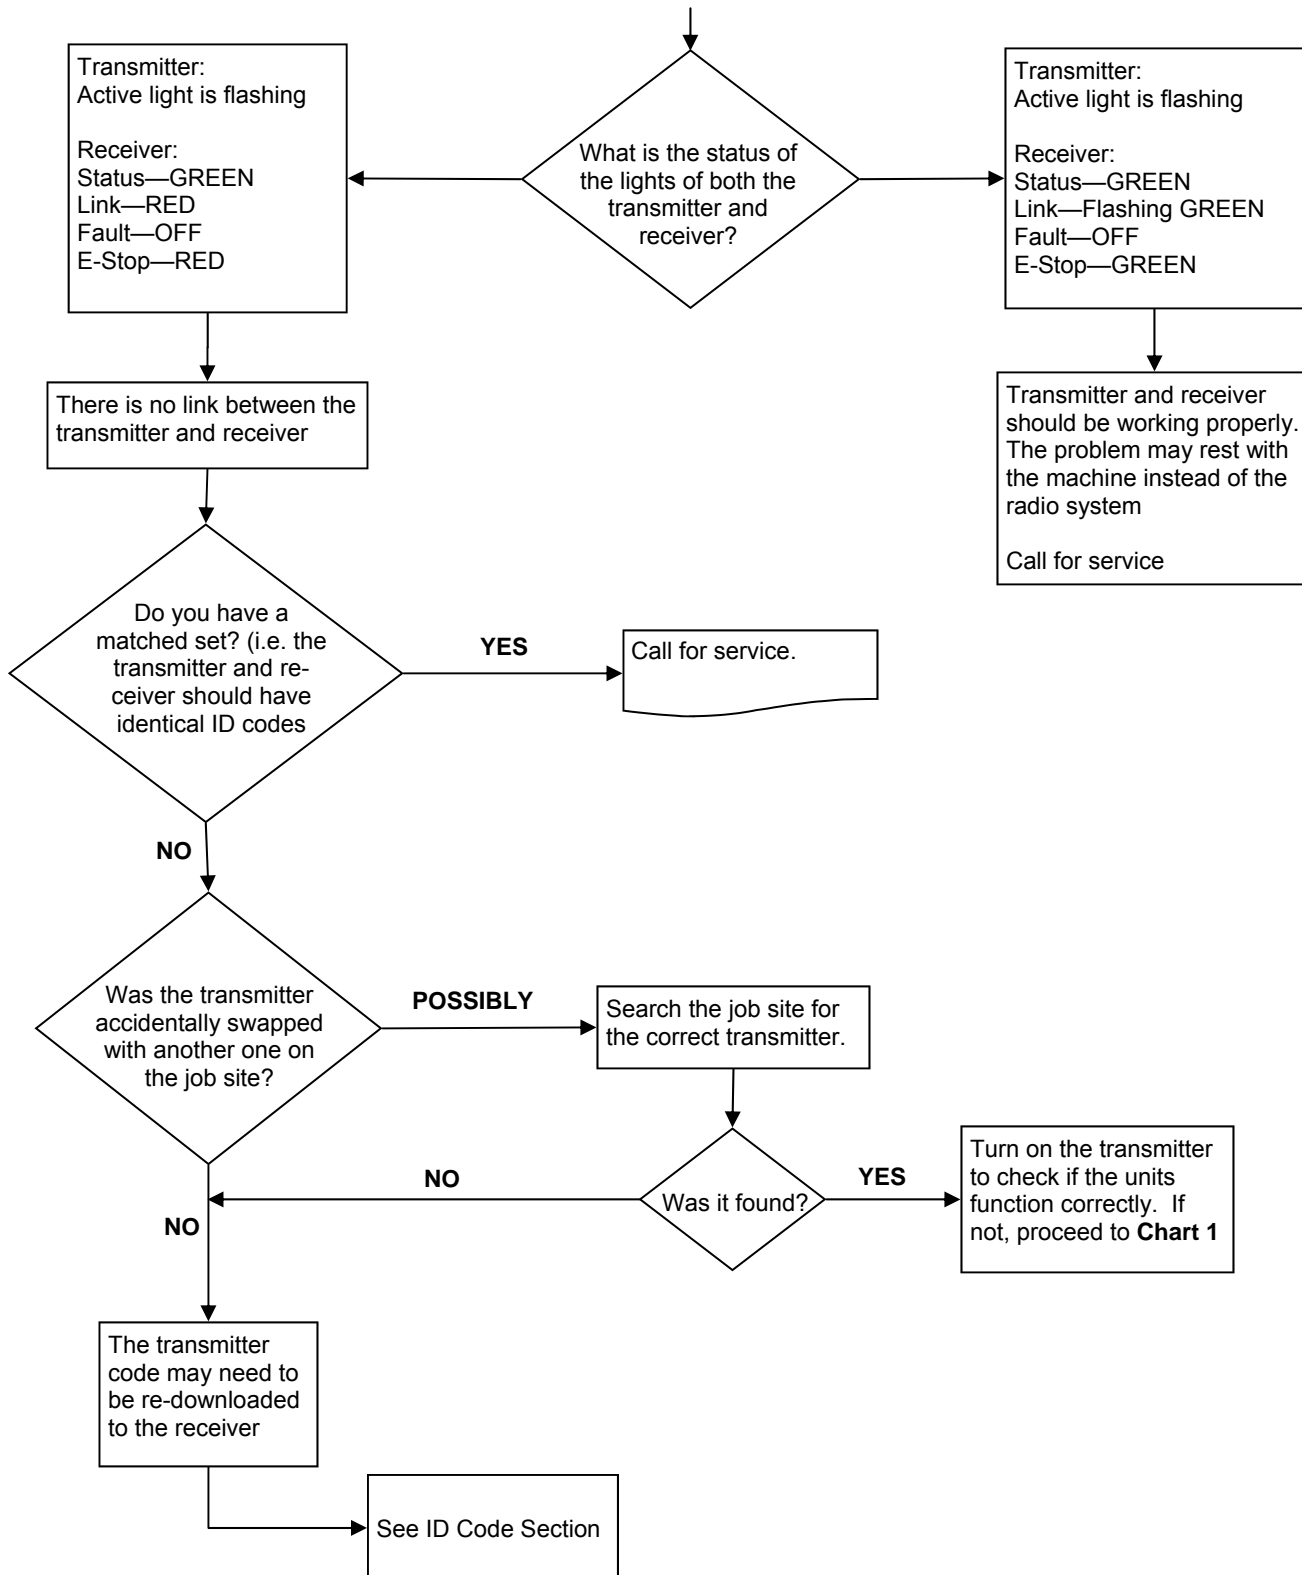 Transmitter:
Active light is flashing
Receiver:
Status—GREEN
Link—RED
Fault—OFF
E-Stop—RED
What is the status of
the lights of both the
transmitter and
receiver?
Transmitter:
Active light is flashing
Receiver:
Status—GREEN
Link—Flashing GREEN
Fault—OFF
E-Stop—GREEN
There is no link between the
transmitter and receiver
Transmitter and receiver
should be working properly.
The problem may rest with
the machine instead of the
radio system
Call for service
Do you have a
matched set? (i.e. the
transmitter and re-
ceiver should have
identical ID codes
YES
Call for service.
NO
Was the transmitter
accidentally swapped
with another one on
the job site?
POSSIBLY
Search the job site for
the correct transmitter.
Was it found?
YES
Turn on the transmitter
to check if the units
function correctly.  If
not, proceed to Chart 1
NO
NO
The transmitter
code may need to
be re-downloaded
to the receiver
See ID Code Section